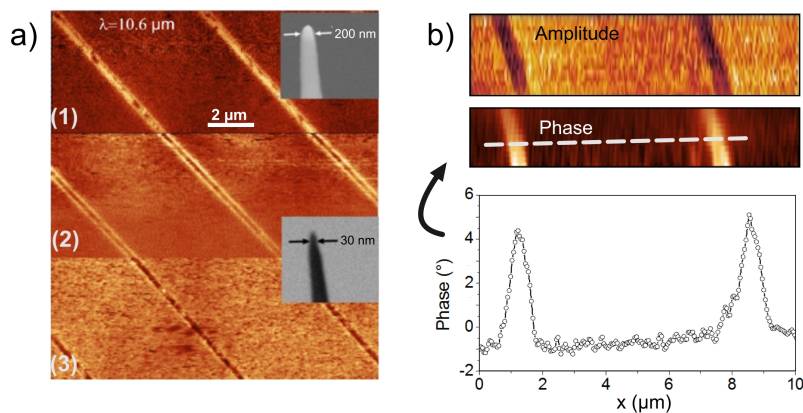 a)
λ=10.6 µm
200 nm
(1)
2 µm
(2)
30 nm
(3)
b)
Amplitude
Phase
6
4
2
0
-2
Phase (°)
0 2 4 6 8 10
x (µm)